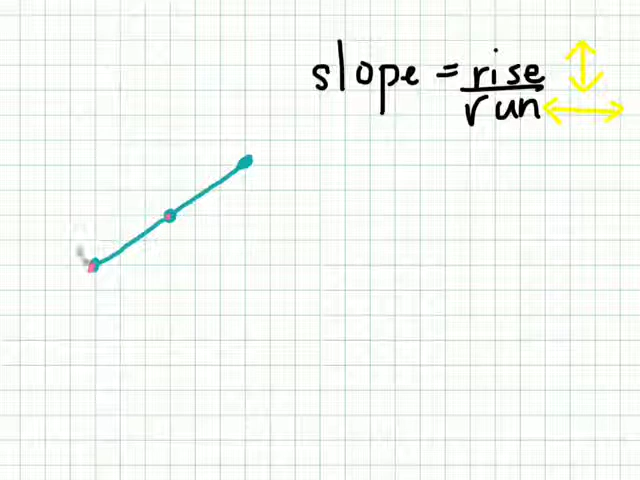 slope = rise
run